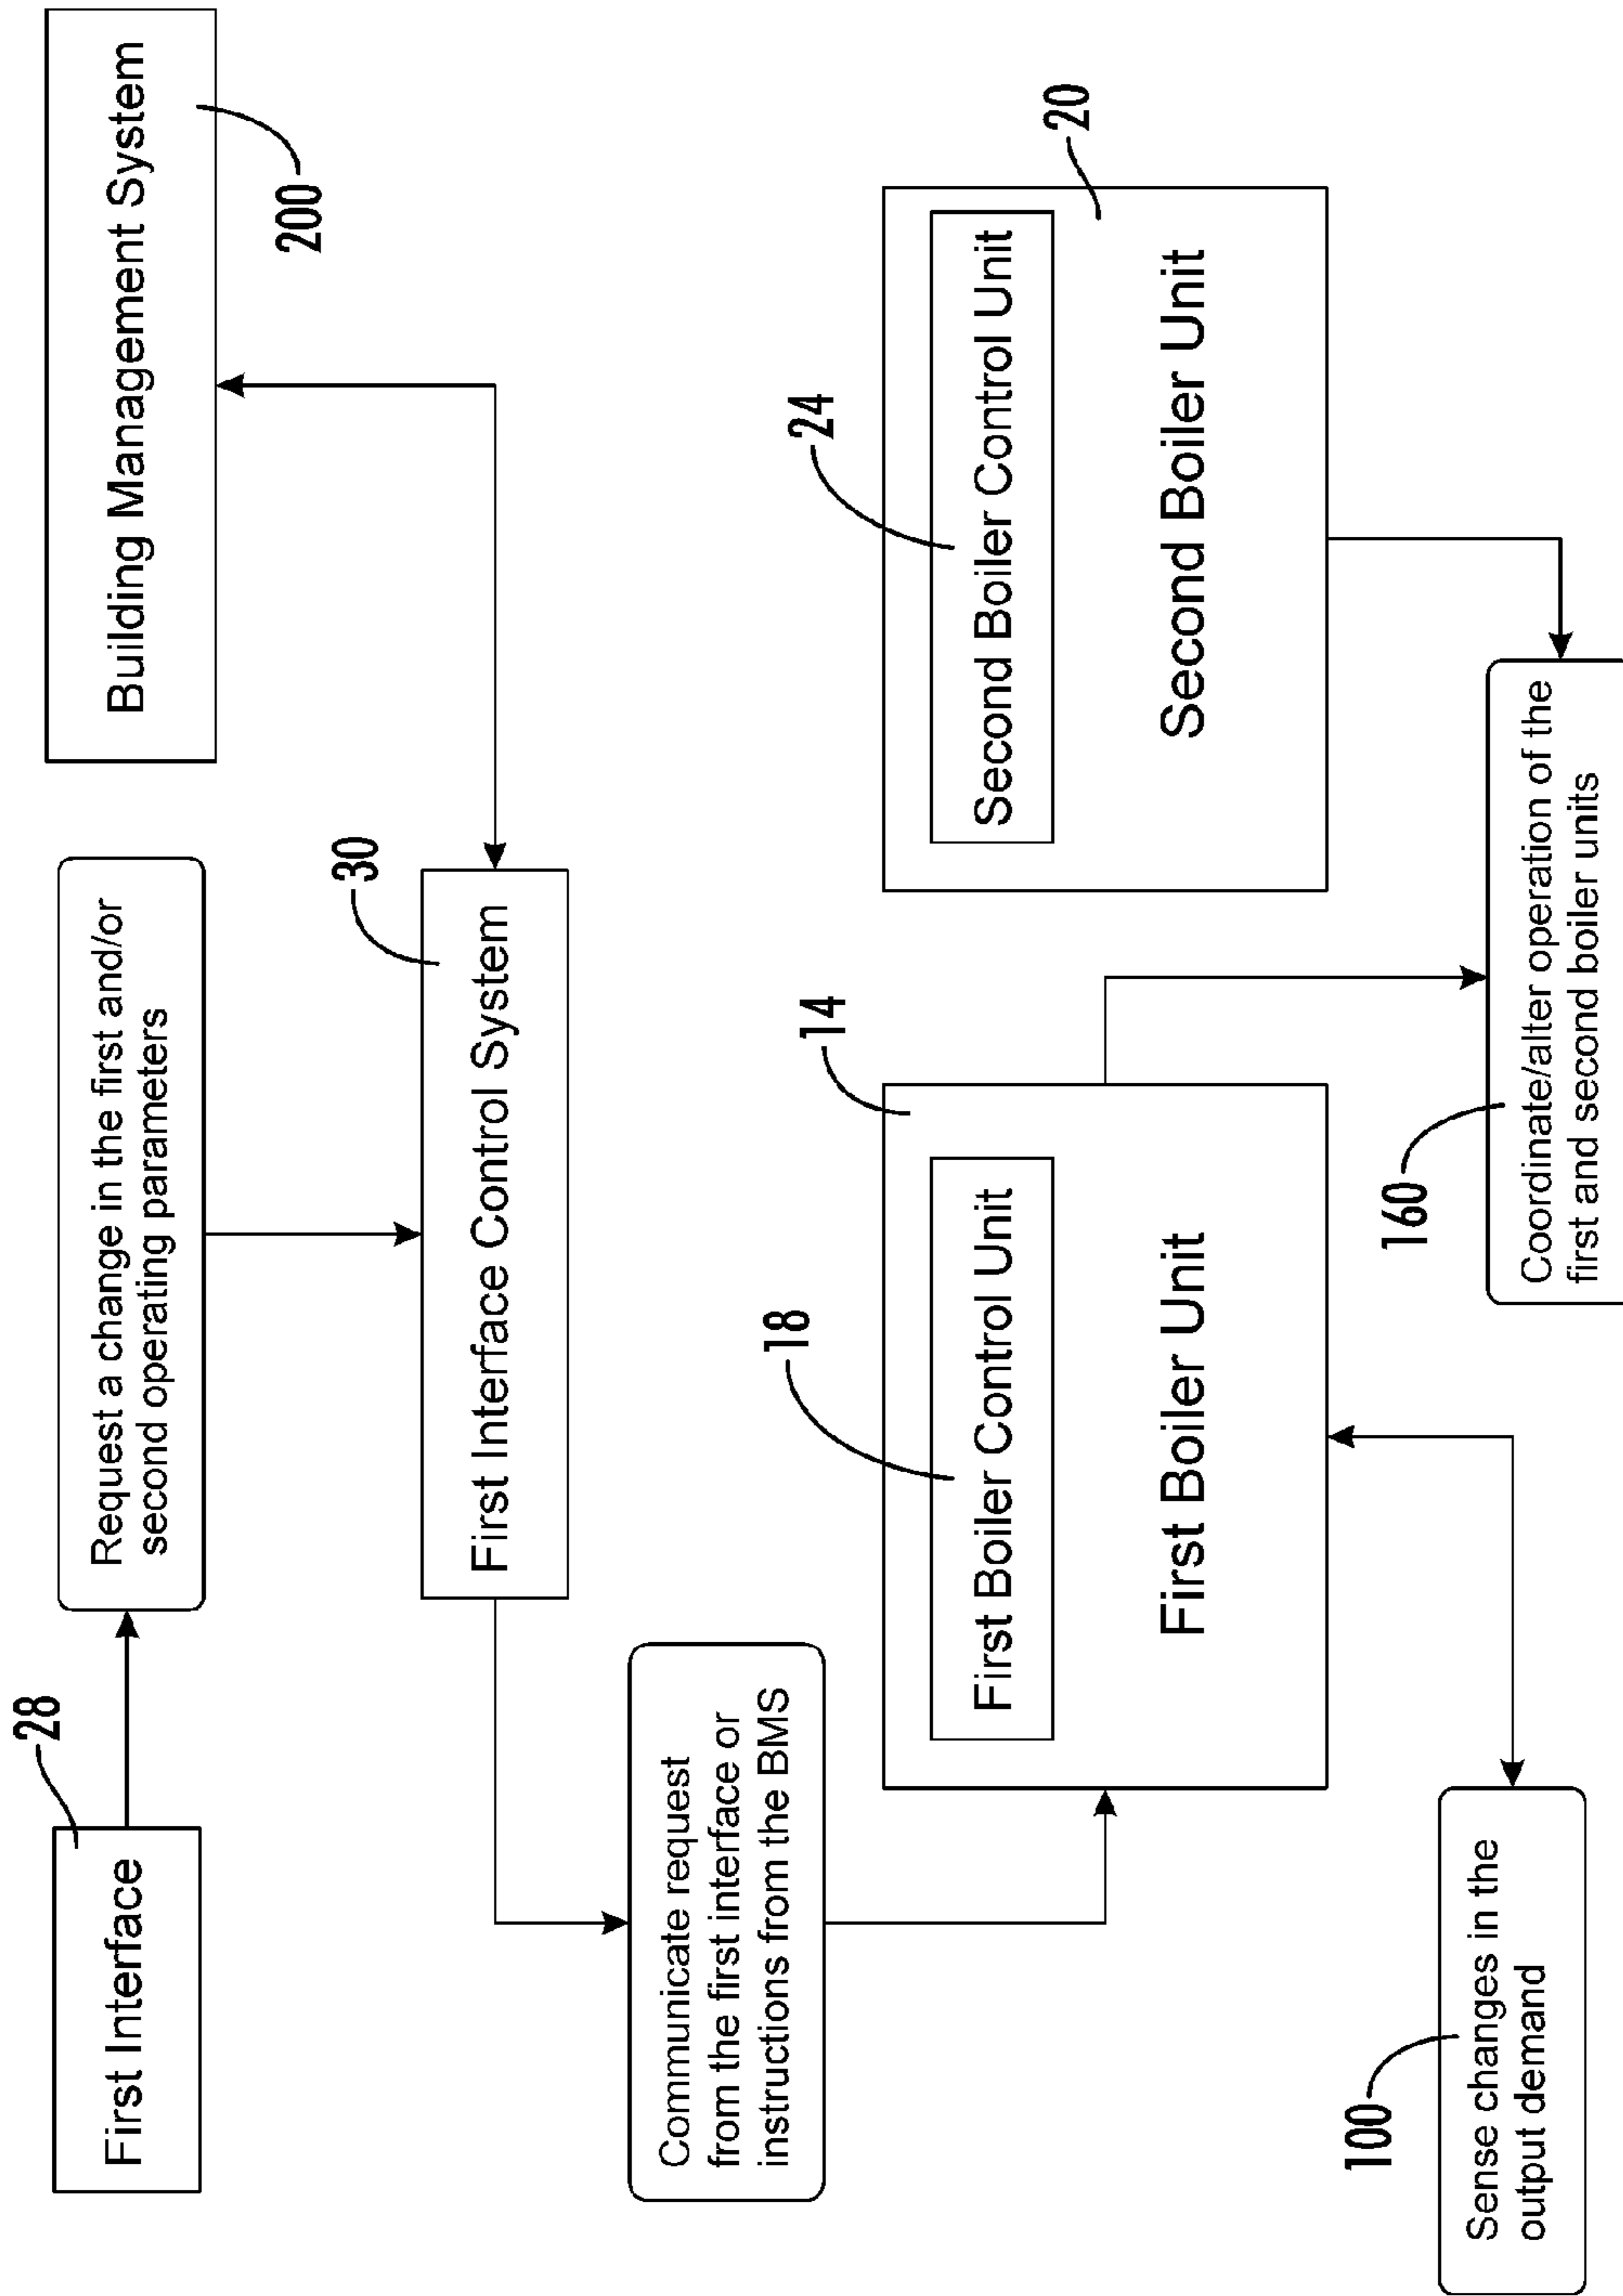 28
First Interface
Request a change in the first and/or
second operating parameters
Building Management System
200
30
First Interface Control System
Communicate request
from the first interface or
instructions from the BMS
14
18
First Boiler Control Unit
First Boiler Unit
24
Second Boiler Control Unit
20
Second Boiler Unit
100
Sense changes in the
output demand
160
Coordinate/alter operation of the
first and second boiler units